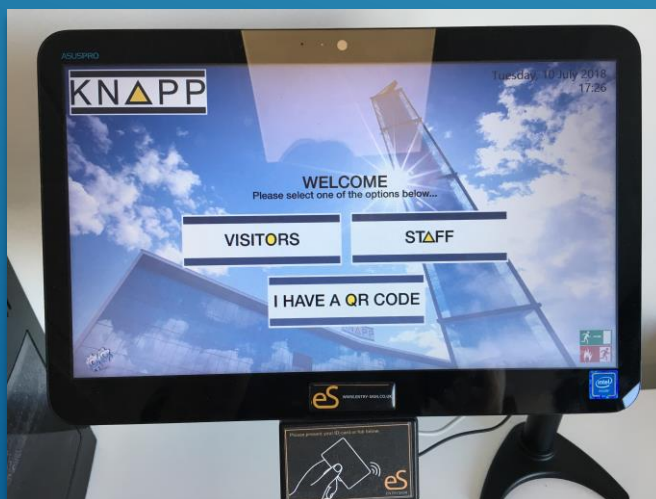 ASUSPRO
KNAPP
Tuesday, 10 July 2018
17:26
WELCOME
Please select one of the options below...
VISITORS
STAFF
I HAVE A QR CODE
eS WWW.ENTRY-SIGN.CO.UK
intel
Please present your ID card or fob below.
eS